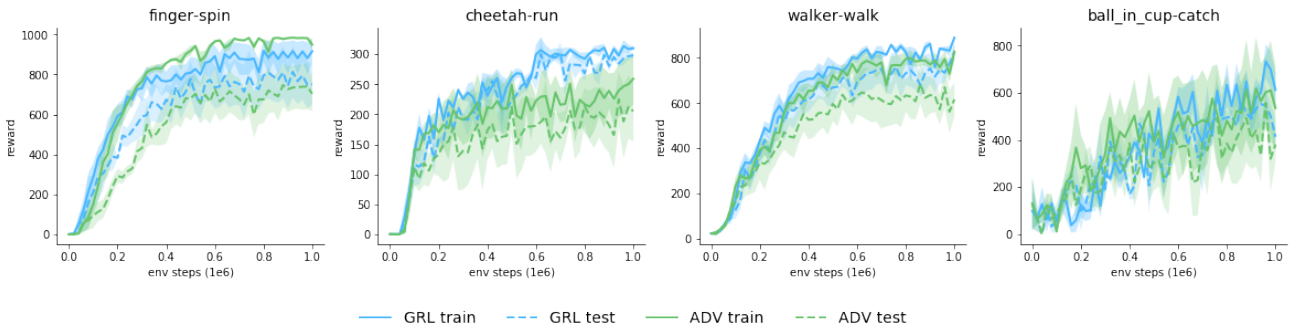 finger-spin
cheetah-run
walker-walk
ball_in_cup-catch
1000
800
600
400
200
0
reward
0.0 0.2 0.4 0.6 0.8 1.0
env steps (1e6)
300
250
200
150
100
50
0
reward
0.0 0.2 0.4 0.6 0.8 1.0
env steps (1e6)
800
600
400
200
0
reward
0.0 0.2 0.4 0.6 0.8 1.0
env steps (1e6)
800
600
400
200
0
reward
0.0 0.2 0.4 0.6 0.8 1.0
env steps (1e6)
GRL train GRL test ADV train ADV test